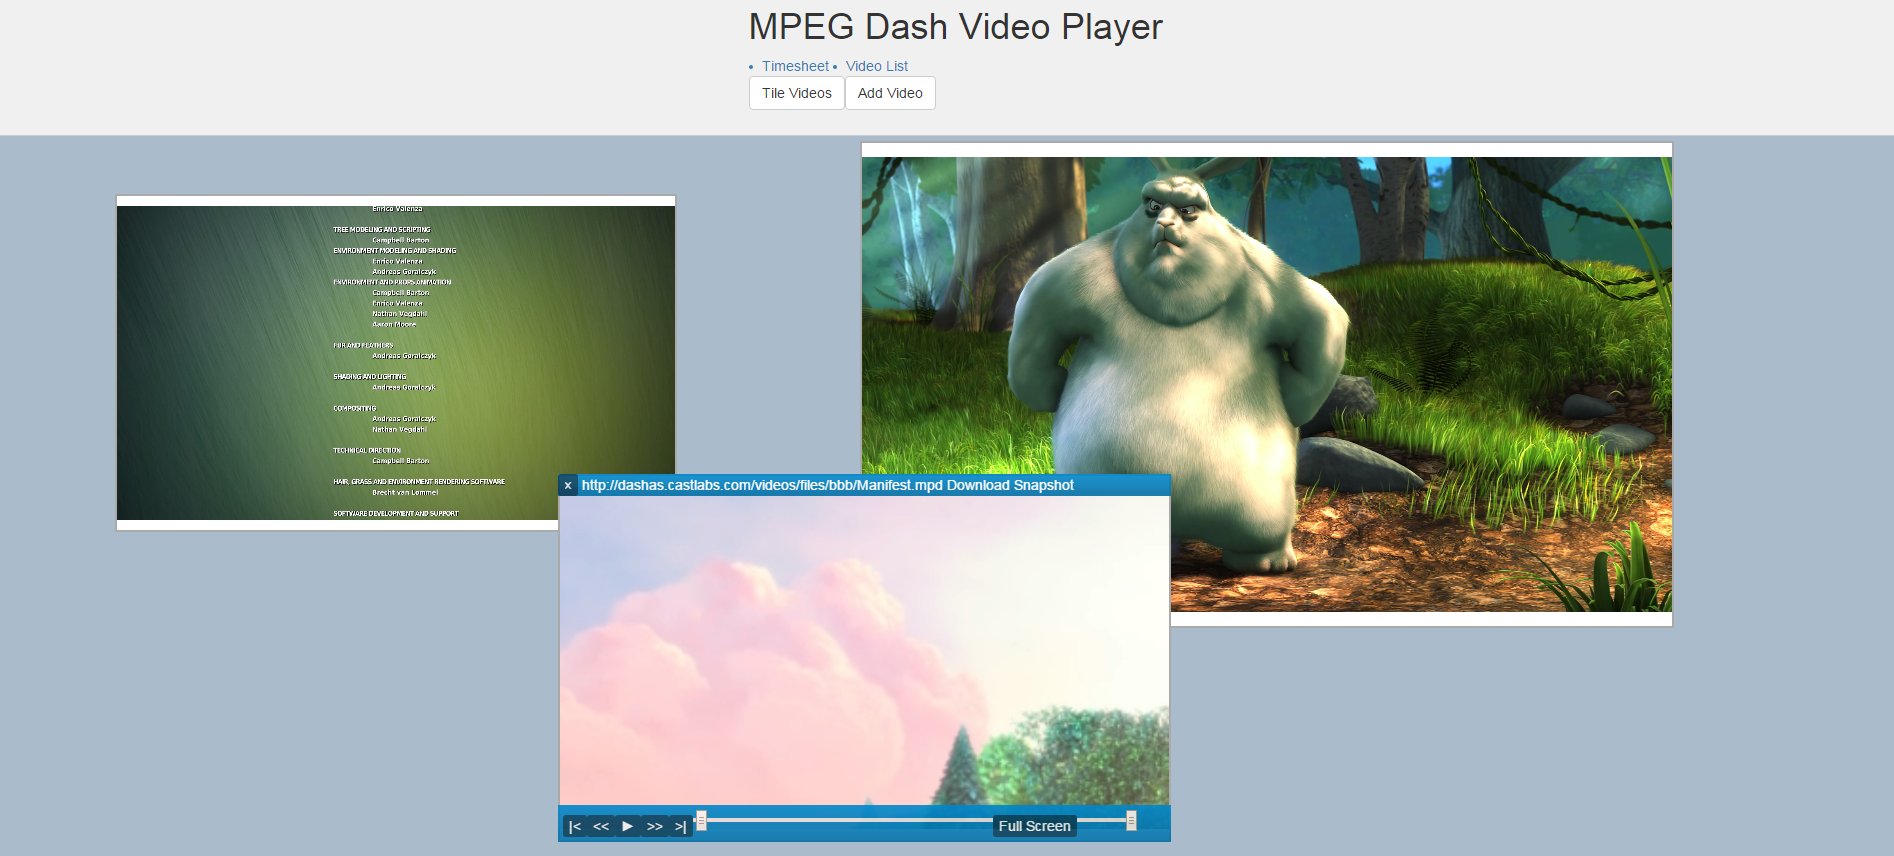 MPEG Dash Video Player
Timesheet
Video List
Tile Videos
Add Video
Enrico Valenza
TREE MODELING AND SCRIPTING
Campbell Barton
ENVIRONMENT MODELING AND SHADING
Enrico Valenza
Andreas Goralczyk
ENVIRONMENT AND PROPS ANIMATION
Campbell Barton
Enrico Valenza
Nathan Vegdahl
Aaron Moore
FUR AND FEATHERS
Andreas Goralczyk
SHADING AND LIGHTING
Andreas Goralczyk
COMPOSITING
Andreas Goralczyk
Nathan Vegdahl
TECHNICAL DIRECTION
Campbell Barton
HAIR, GRASS AND ENVIRONMENT RENDERING SOFTWARE
Brecht van Lommel
SOFTWARE DEVELOPMENT AND SUPPORT
x http://dashas.castlabs.com/videos/files/bbb/Manifest.mpd Download Snapshot
|< << ▶ >> >| Full Screen